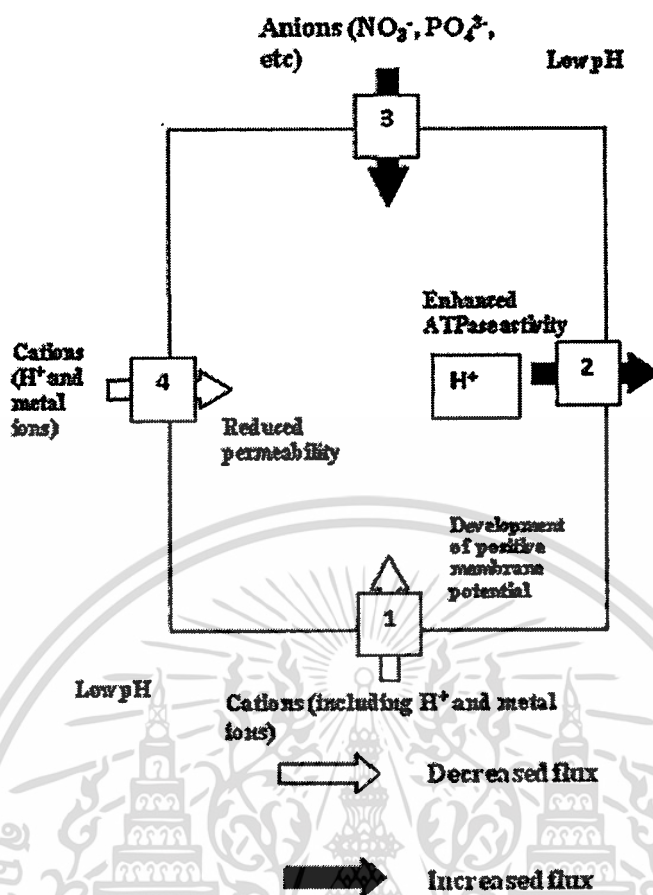 Anions (NO₃⁻, PO₄³⁻,
etc)
Low pH
3
Enhanced
ATPase activity
Cations
(H⁺ and
metal
ions)
4
H⁺
2
Reduced
permeability
Development
of positive
membrane
potential
1
Low pH
Cations (including H⁺ and metal
ions)
Decreased flux
Increased flux